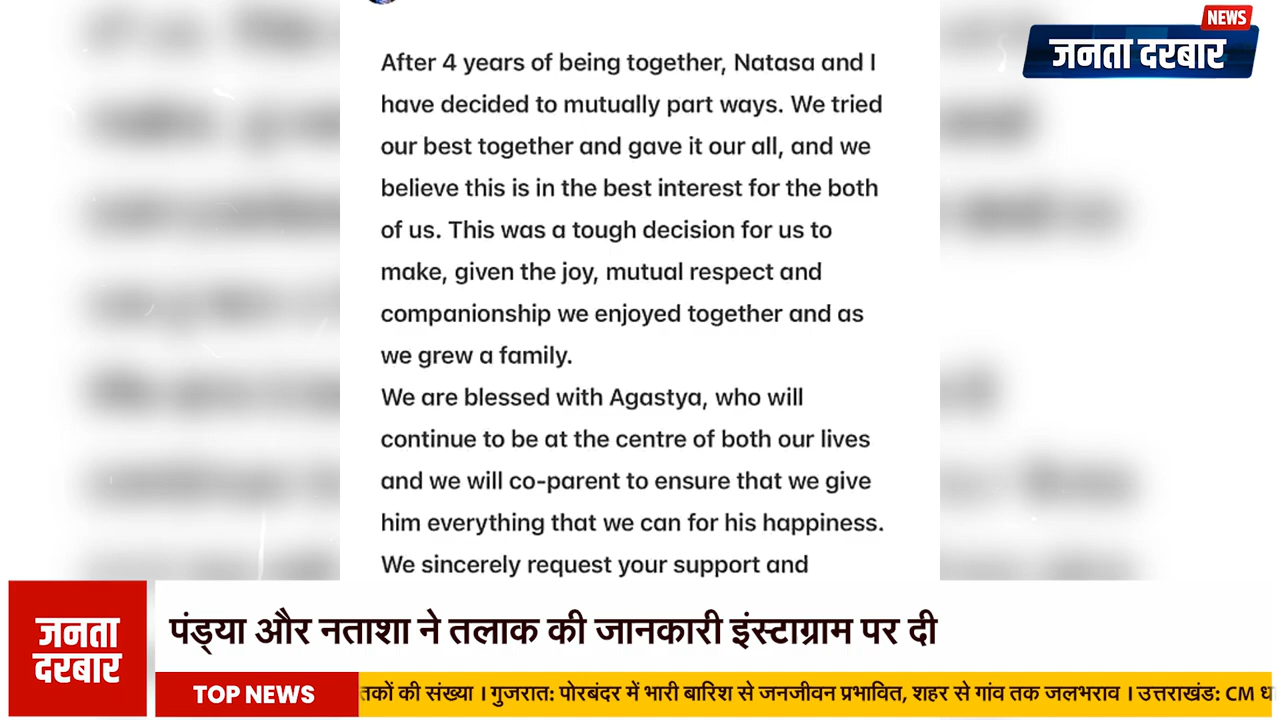 NEWS
जनता दरबार
After 4 years of being together, Natasa and I
have decided to mutually part ways. We tried
our best together and gave it our all, and we
believe this is in the best interest for the both
of us. This was a tough decision for us to
make, given the joy, mutual respect and
companionship we enjoyed together and as
we grew a family.
We are blessed with Agastya, who will
continue to be at the centre of both our lives
and we will co-parent to ensure that we give
him everything that we can for his happiness.
We sincerely request your support and
जनता
दरबार
पंड्या और नताशा ने तलाक की जानकारी इंस्टाग्राम पर दी
TOP NEWS
की संख्या । गुजरात: पोरबंदर में भारी बारिश से जनजीवन प्रभावित, शहर से गांव तक जलभराव । उत्तराखंड: CM